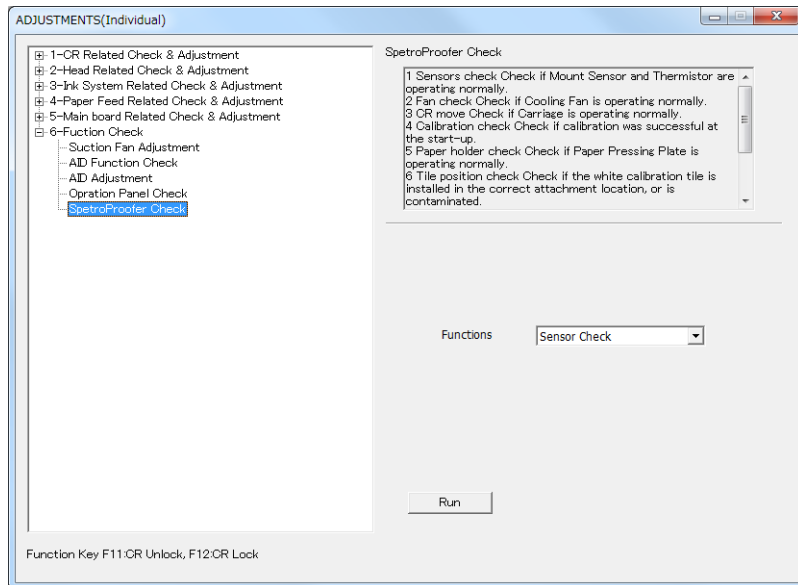 ADJUSTMENTS(Individual)
1-CR Related Check & Adjustment
2-Head Related Check & Adjustment
3-Ink System Related Check & Adjustment
4-Paper Feed Related Check & Adjustment
5-Main board Related Check & Adjustment
6-Fuction Check
Suction Fan Adjustment
AID Function Check
AID Adjustment
Opration Panel Check
SpetroProofer Check
SpetroProofer Check
1 Sensors check Check if Mount Sensor and Thermistor are
operating normally.
2 Fan check Check if Cooling Fan is operating normally.
3 CR move Check if Carriage is operating normally.
4 Calibration check Check if calibration was successful at
the start-up.
5 Paper holder check Check if Paper Pressing Plate is
operating normally.
6 Tile position check Check if the white calibration tile is
installed in the correct attachment location, or is
contaminated.
Functions
Sensor Check
Run
Function Key F11:CR Unlock, F12:CR Lock